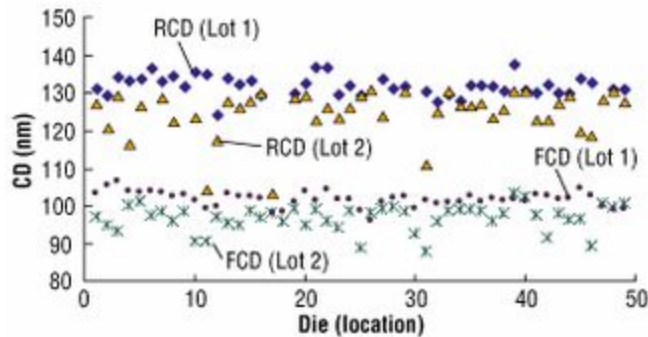 150
140
130
120
110
100
90
80
CD (nm)
RCD (Lot 1)
RCD (Lot 2)
FCD (Lot 1)
FCD (Lot 2)
0 10 20 30 40 50
Die (location)